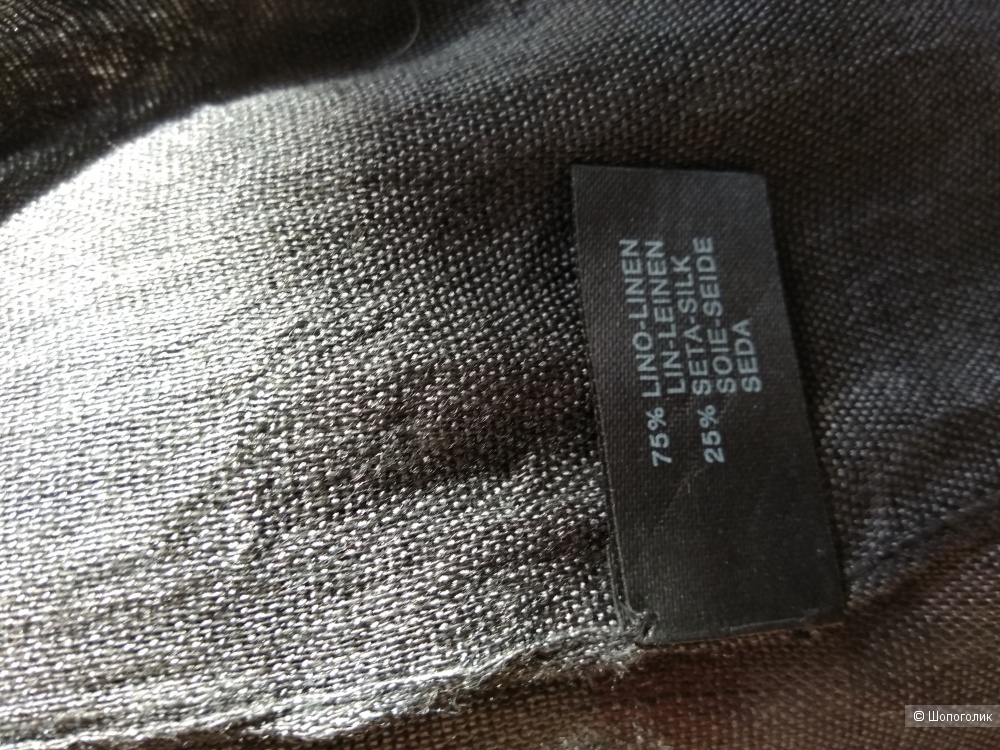 75% LINO-LINEN
LIN-LEINEN
25% SETA-SILK
SOIE-SEIDE
SEDA
© Шопоголик